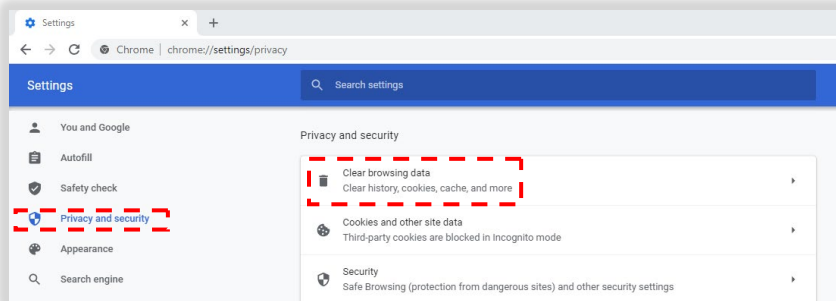 Settings
Chrome | chrome://settings/privacy
Settings
Search settings
You and Google
Autofill
Safety check
Privacy and security
Appearance
Search engine
Privacy and security
Clear browsing data
Clear history, cookies, cache, and more
Cookies and other site data
Third-party cookies are blocked in Incognito mode
Security
Safe Browsing (protection from dangerous sites) and other security settings